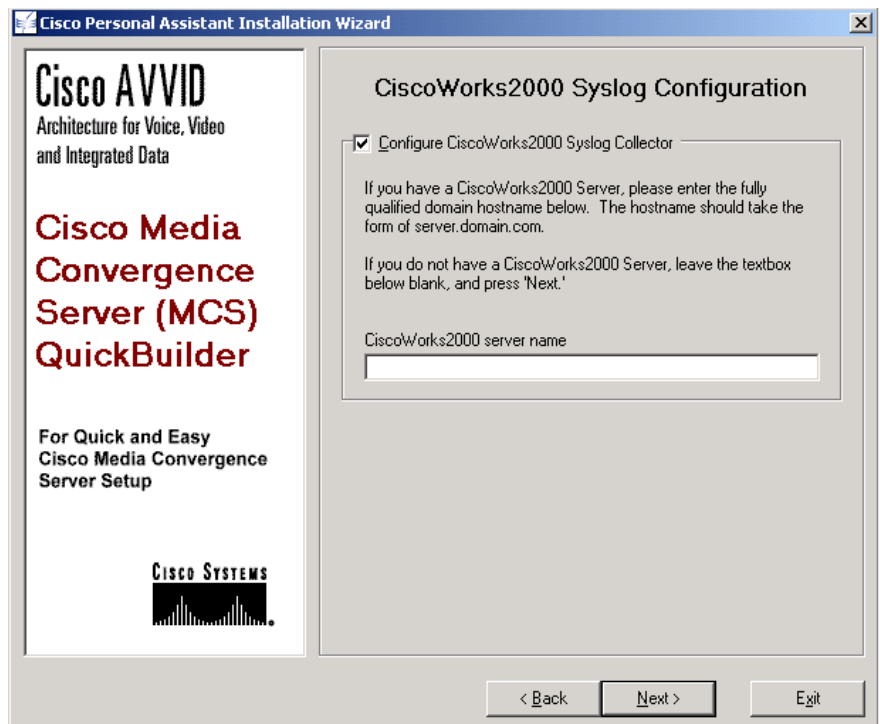 Cisco Personal Assistant Installation Wizard
Cisco AVVID
Architecture for Voice, Video
and Integrated Data
Cisco Media
Convergence
Server (MCS)
QuickBuilder
For Quick and Easy
Cisco Media Convergence
Server Setup
CISCO SYSTEMS
CiscoWorks2000 Syslog Configuration
Configure CiscoWorks2000 Syslog Collector
If you have a CiscoWorks2000 Server, please enter the fully
qualified domain hostname below. The hostname should take the
form of server.domain.com.
If you do not have a CiscoWorks2000 Server, leave the textbox
below blank, and press 'Next.'
CiscoWorks2000 server name
< Back
Next >
Exit